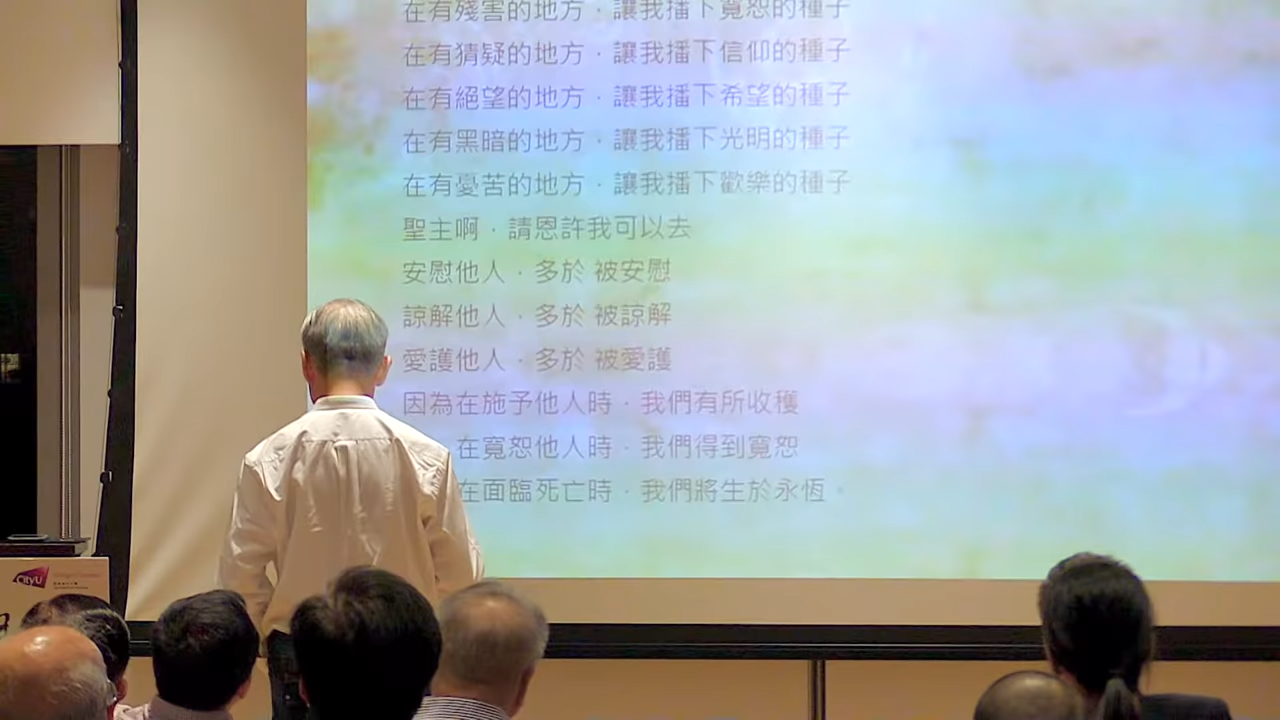 在有殘害的地方，讓我播下寬恕的種子
在有猜疑的地方，讓我播下信仰的種子
在有絕望的地方，讓我播下希望的種子
在有黑暗的地方，讓我播下光明的種子
在有憂苦的地方，讓我播下歡樂的種子
聖主啊，請恩許我可以去
安慰他人，多於 被安慰
諒解他人，多於 被諒解
愛護他人，多於 被愛護
因為在施予他人時，我們有所收穫
在寬恕他人時，我們得到寬恕
在面臨死亡時，我們將生於永恆。
CityU